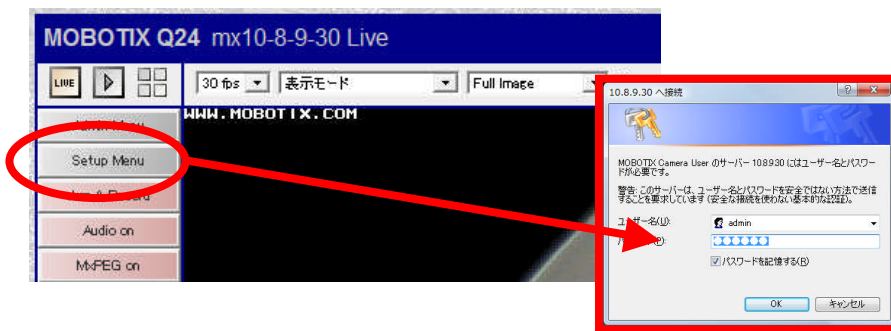 MOBOTIX Q24 mx10-8-9-30 Live
LIVE
30 fps
表示モード
Full Image
WWW.MOBOTIX.COM
Setup Menu
Audio on
MxPEG on
10.8.9.30 へ接続
MOBOTIX Camera User のサーバー 10.8.9.30 にはユーザー名とパスワー
ドが必要です。
警告: このサーバーは、ユーザー名とパスワードを安全ではない方法で送信
することを要求しています (安全な接続を使わない基本的な認証)。
ユーザー名(U):
admin
パスワードを記憶する(R)
OK
キャンセル